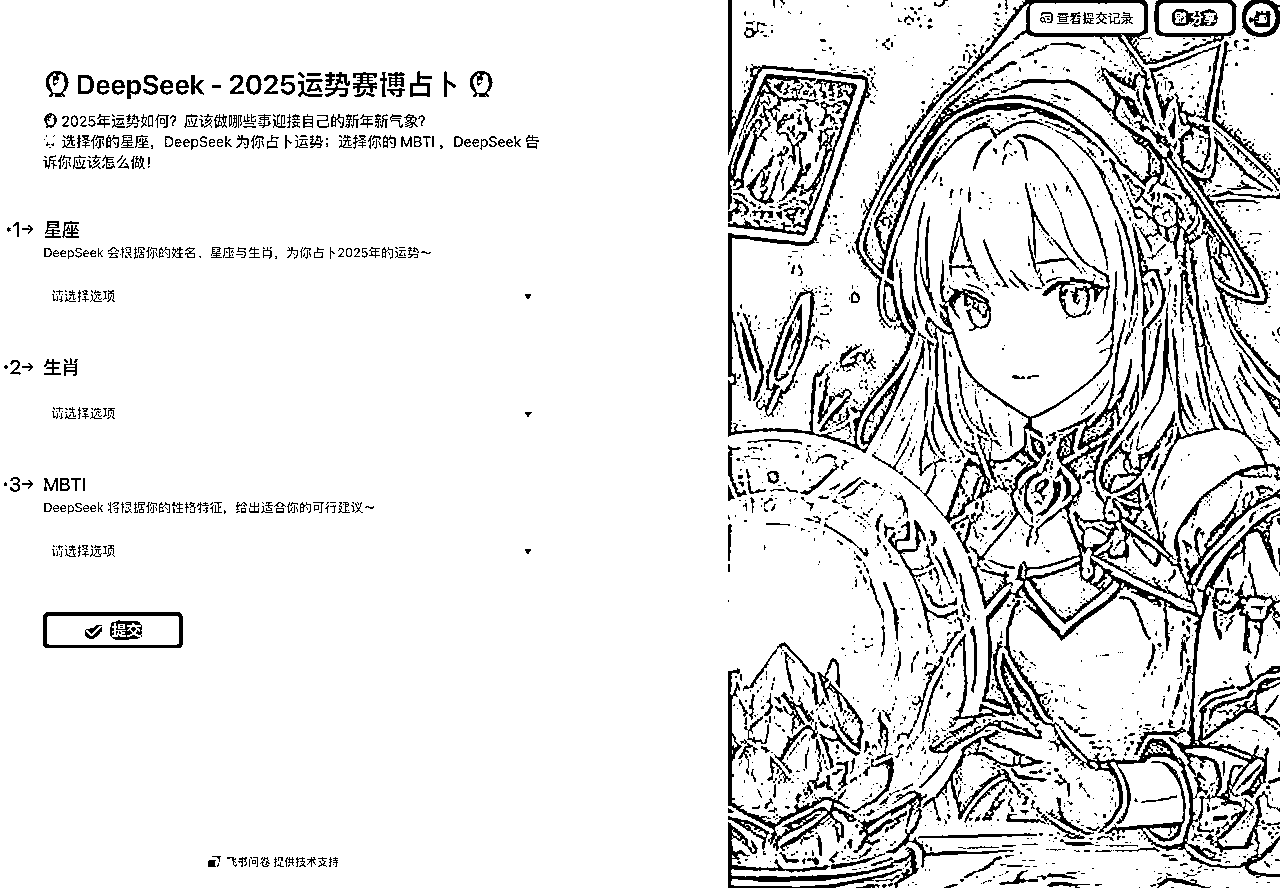 查看提交记录
分享
DeepSeek - 2025运势赛博占卜
2025年运势如何？应该做哪些事迎接自己的新年新气象？
选择你的星座，DeepSeek 为你占卜运势；选择你的 MBTI ，DeepSeek 告
诉你应该怎么做！
1→ 星座
DeepSeek 会根据你的姓名、星座与生肖，为你占卜2025年的运势～
请选择选项
2→ 生肖
请选择选项
3→ MBTI
DeepSeek 将根据你的性格特征，给出适合你的可行建议～
请选择选项
提交
飞书问卷 提供技术支持